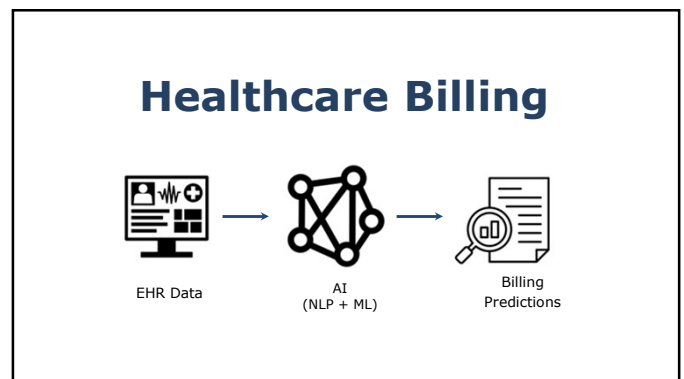 Healthcare Billing
EHR Data
AI
(NLP + ML)
Billing
Predictions